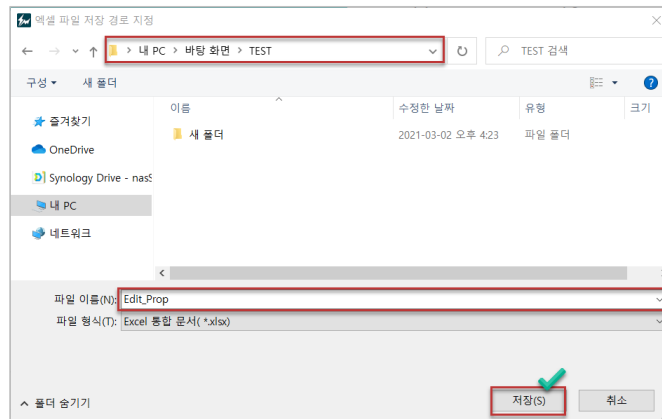 엑셀 파일 저장 경로 지정
내 PC > 바탕 화면 > TEST
TEST 검색
구성
새 폴더
이름
수정한 날짜
유형
크기
즐겨찾기
새 폴더
2021-03-02 오후 4:23
파일 폴더
OneDrive
Synology Drive - nasS
내 PC
네트워크
파일 이름(N): Edit_Prop
파일 형식(T): Excel 통합 문서( *.xlsx)
폴더 숨기기
저장(S)
취소